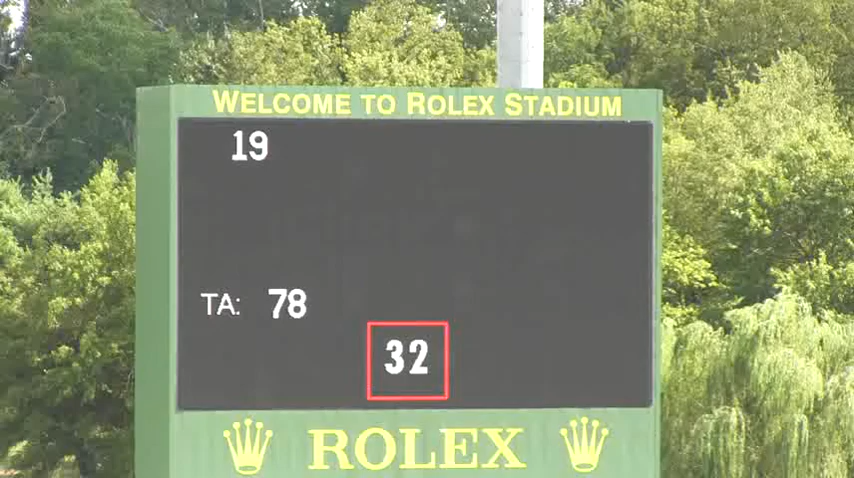 WELCOME TO ROLEX STADIUM
19
TA: 78
32
ROLEX